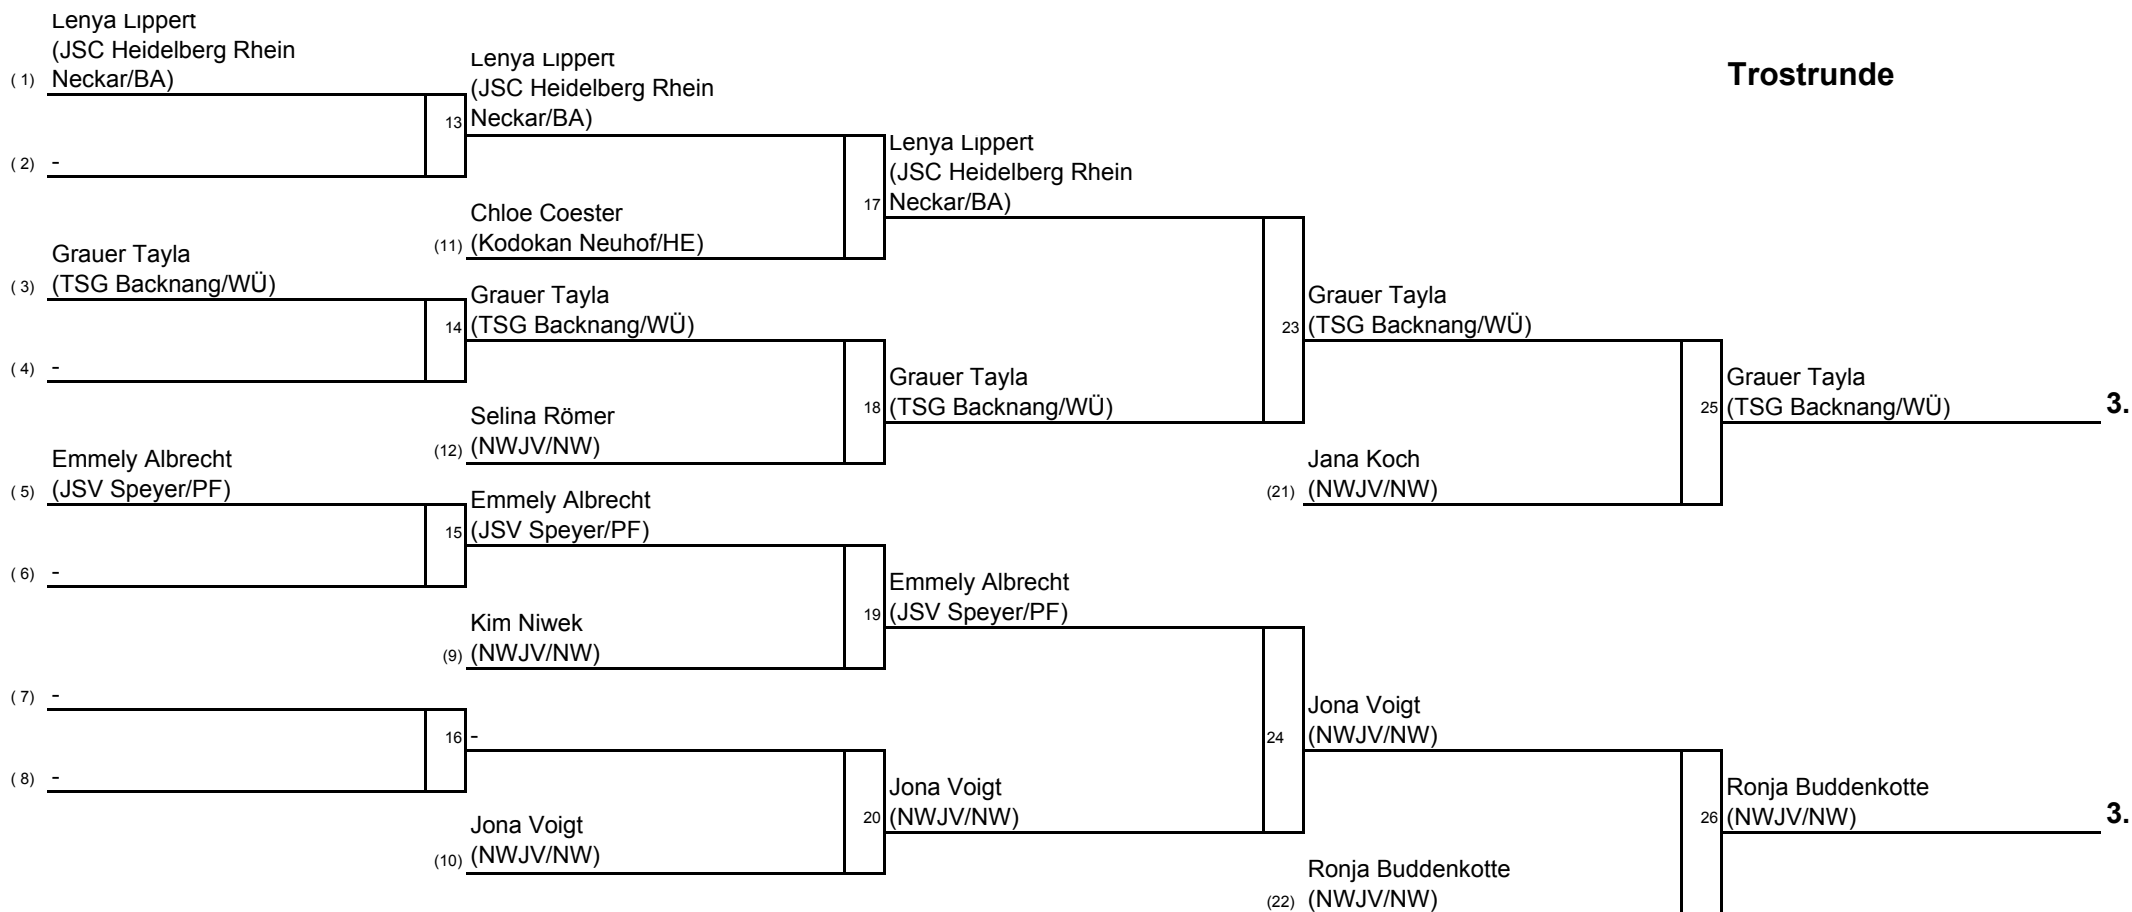 Trostrunde
Lenya Lippert
(JSC Heidelberg Rhein
( 1) Neckar/BA)
( 2) -
Grauer Tayla
( 3) (TSG Backnang/WÜ)
( 4) -
Emmely Albrecht
( 5) (JSV Speyer/PF)
( 6) -
( 7) -
( 8) -
Lenya Lippert
(JSC Heidelberg Rhein
13 Neckar/BA)
Chloe Coester
(11) (Kodokan Neuhof/HE)
Grauer Tayla
14 (TSG Backnang/WÜ)
Selina Römer
(12) (NWJV/NW)
Emmely Albrecht
15 (JSV Speyer/PF)
Kim Niwek
(9) (NWJV/NW)
16 -
Jona Voigt
(10) (NWJV/NW)
Lenya Lippert
(JSC Heidelberg Rhein
17 Neckar/BA)
Grauer Tayla
18 (TSG Backnang/WÜ)
Emmely Albrecht
19 (JSV Speyer/PF)
Jona Voigt
20 (NWJV/NW)
Grauer Tayla
23 (TSG Backnang/WÜ)
Jana Koch
(21) (NWJV/NW)
Jona Voigt
24 (NWJV/NW)
Ronja Buddenkotte
(22) (NWJV/NW)
Grauer Tayla
25 (TSG Backnang/WÜ) 3.
Ronja Buddenkotte
26 (NWJV/NW) 3.